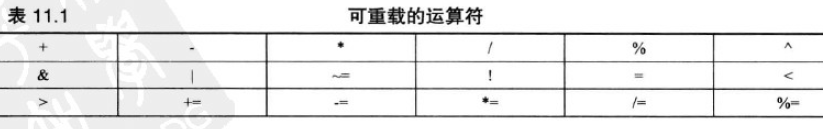 表 11.1 可重载的运算符
+ - * / % ^
& | ~= ! = <
> += -= *= /= %=